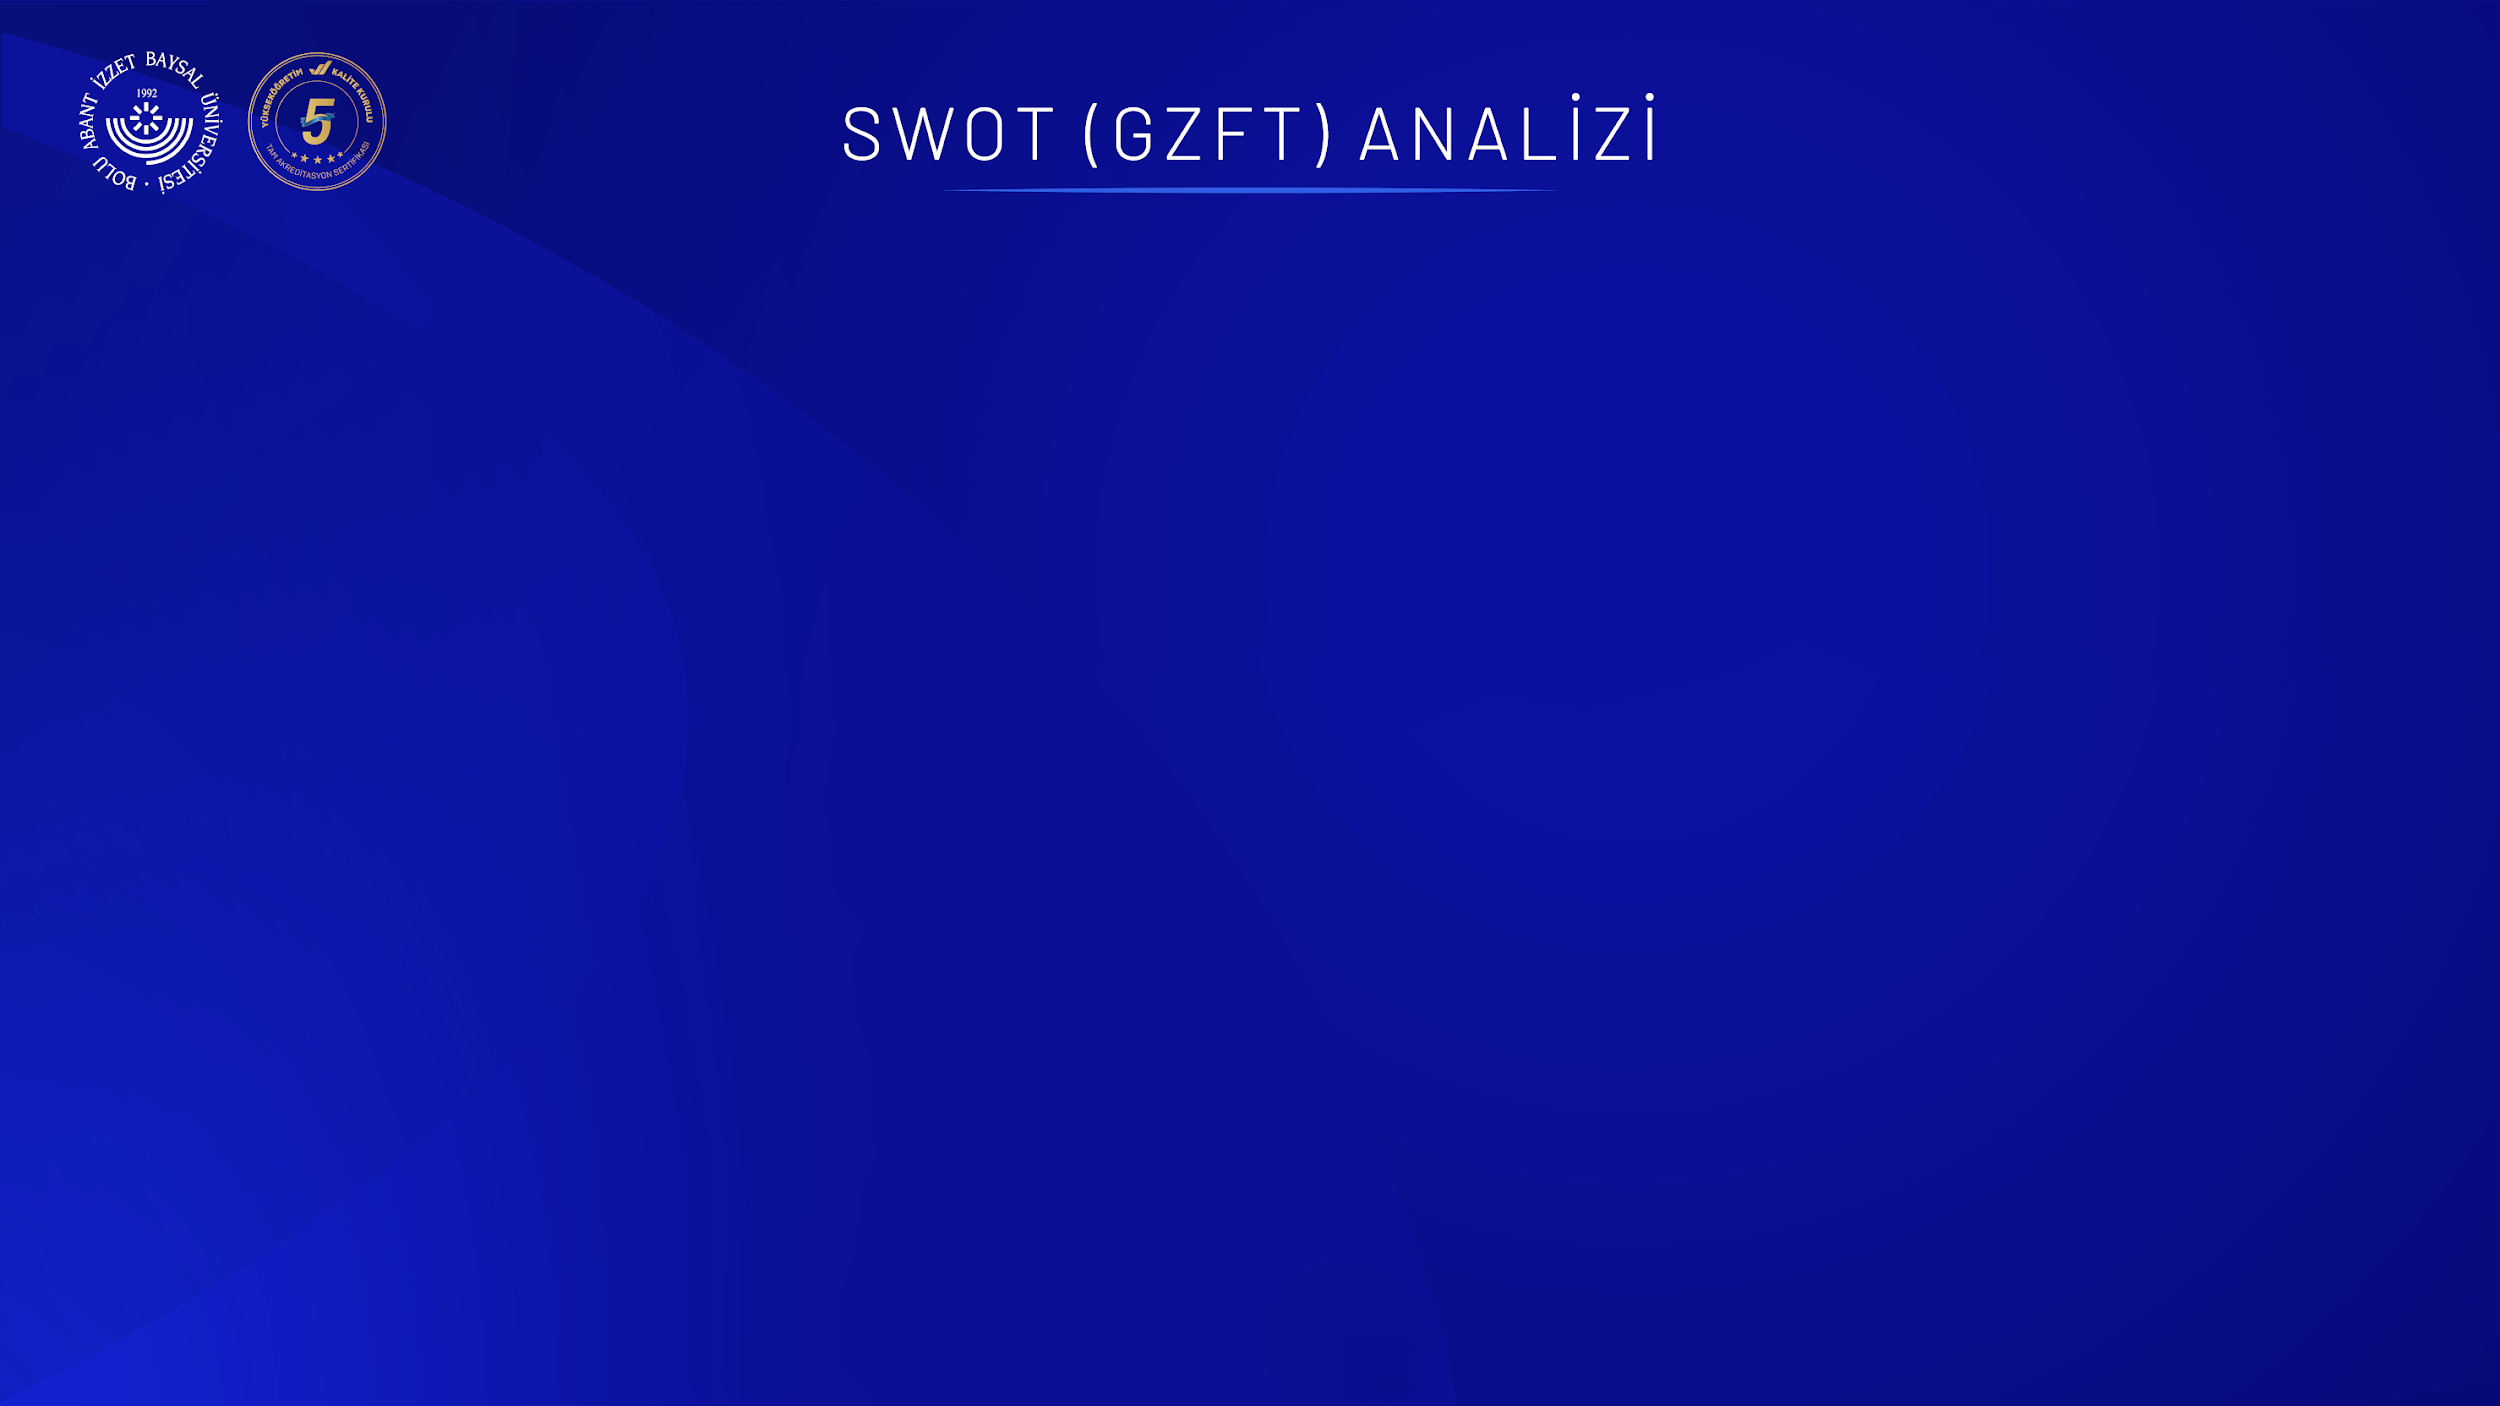 BOLU ABANT İZZET BAYSAL ÜNİVERSİTESİ
1992
YÜKSEKÖĞRETİM KALİTE KURULU
5
TAM AKREDİTASYON SERTİFİKASI
SWOT (GZFT) ANALİZİ